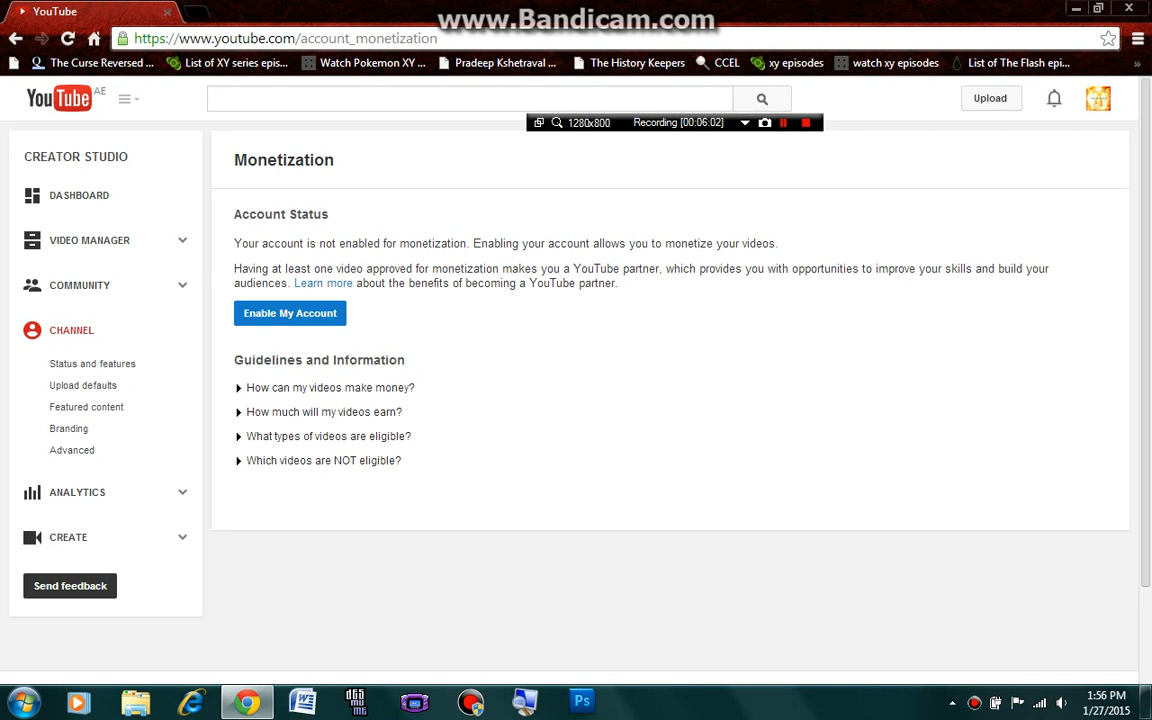 YouTube
www.Bandicam.com
https://www.youtube.com/account_monetization
The Curse Reversed ...
List of XY series epis...
Watch Pokemon XY ...
Pradeep Kshetraval ...
The History Keepers
CCEL
xy episodes
watch xy episodes
List of The Flash epi...
»
YouTube AE
Upload
1280x800
Recording [00:06.02]
CREATOR STUDIO
DASHBOARD
VIDEO MANAGER
COMMUNITY
CHANNEL
Status and features
Upload defaults
Featured content
Branding
Advanced
ANALYTICS
CREATE
Send feedback
Monetization
Account Status
Your account is not enabled for monetization. Enabling your account allows you to monetize your videos.
Having at least one video approved for monetization makes you a YouTube partner, which provides you with opportunities to improve your skills and build your
audiences. Learn more about the benefits of becoming a YouTube partner.
Enable My Account
Guidelines and Information
How can my videos make money?
How much will my videos earn?
What types of videos are eligible?
Which videos are NOT eligible?
Ps
1:56 PM
1/27/2015